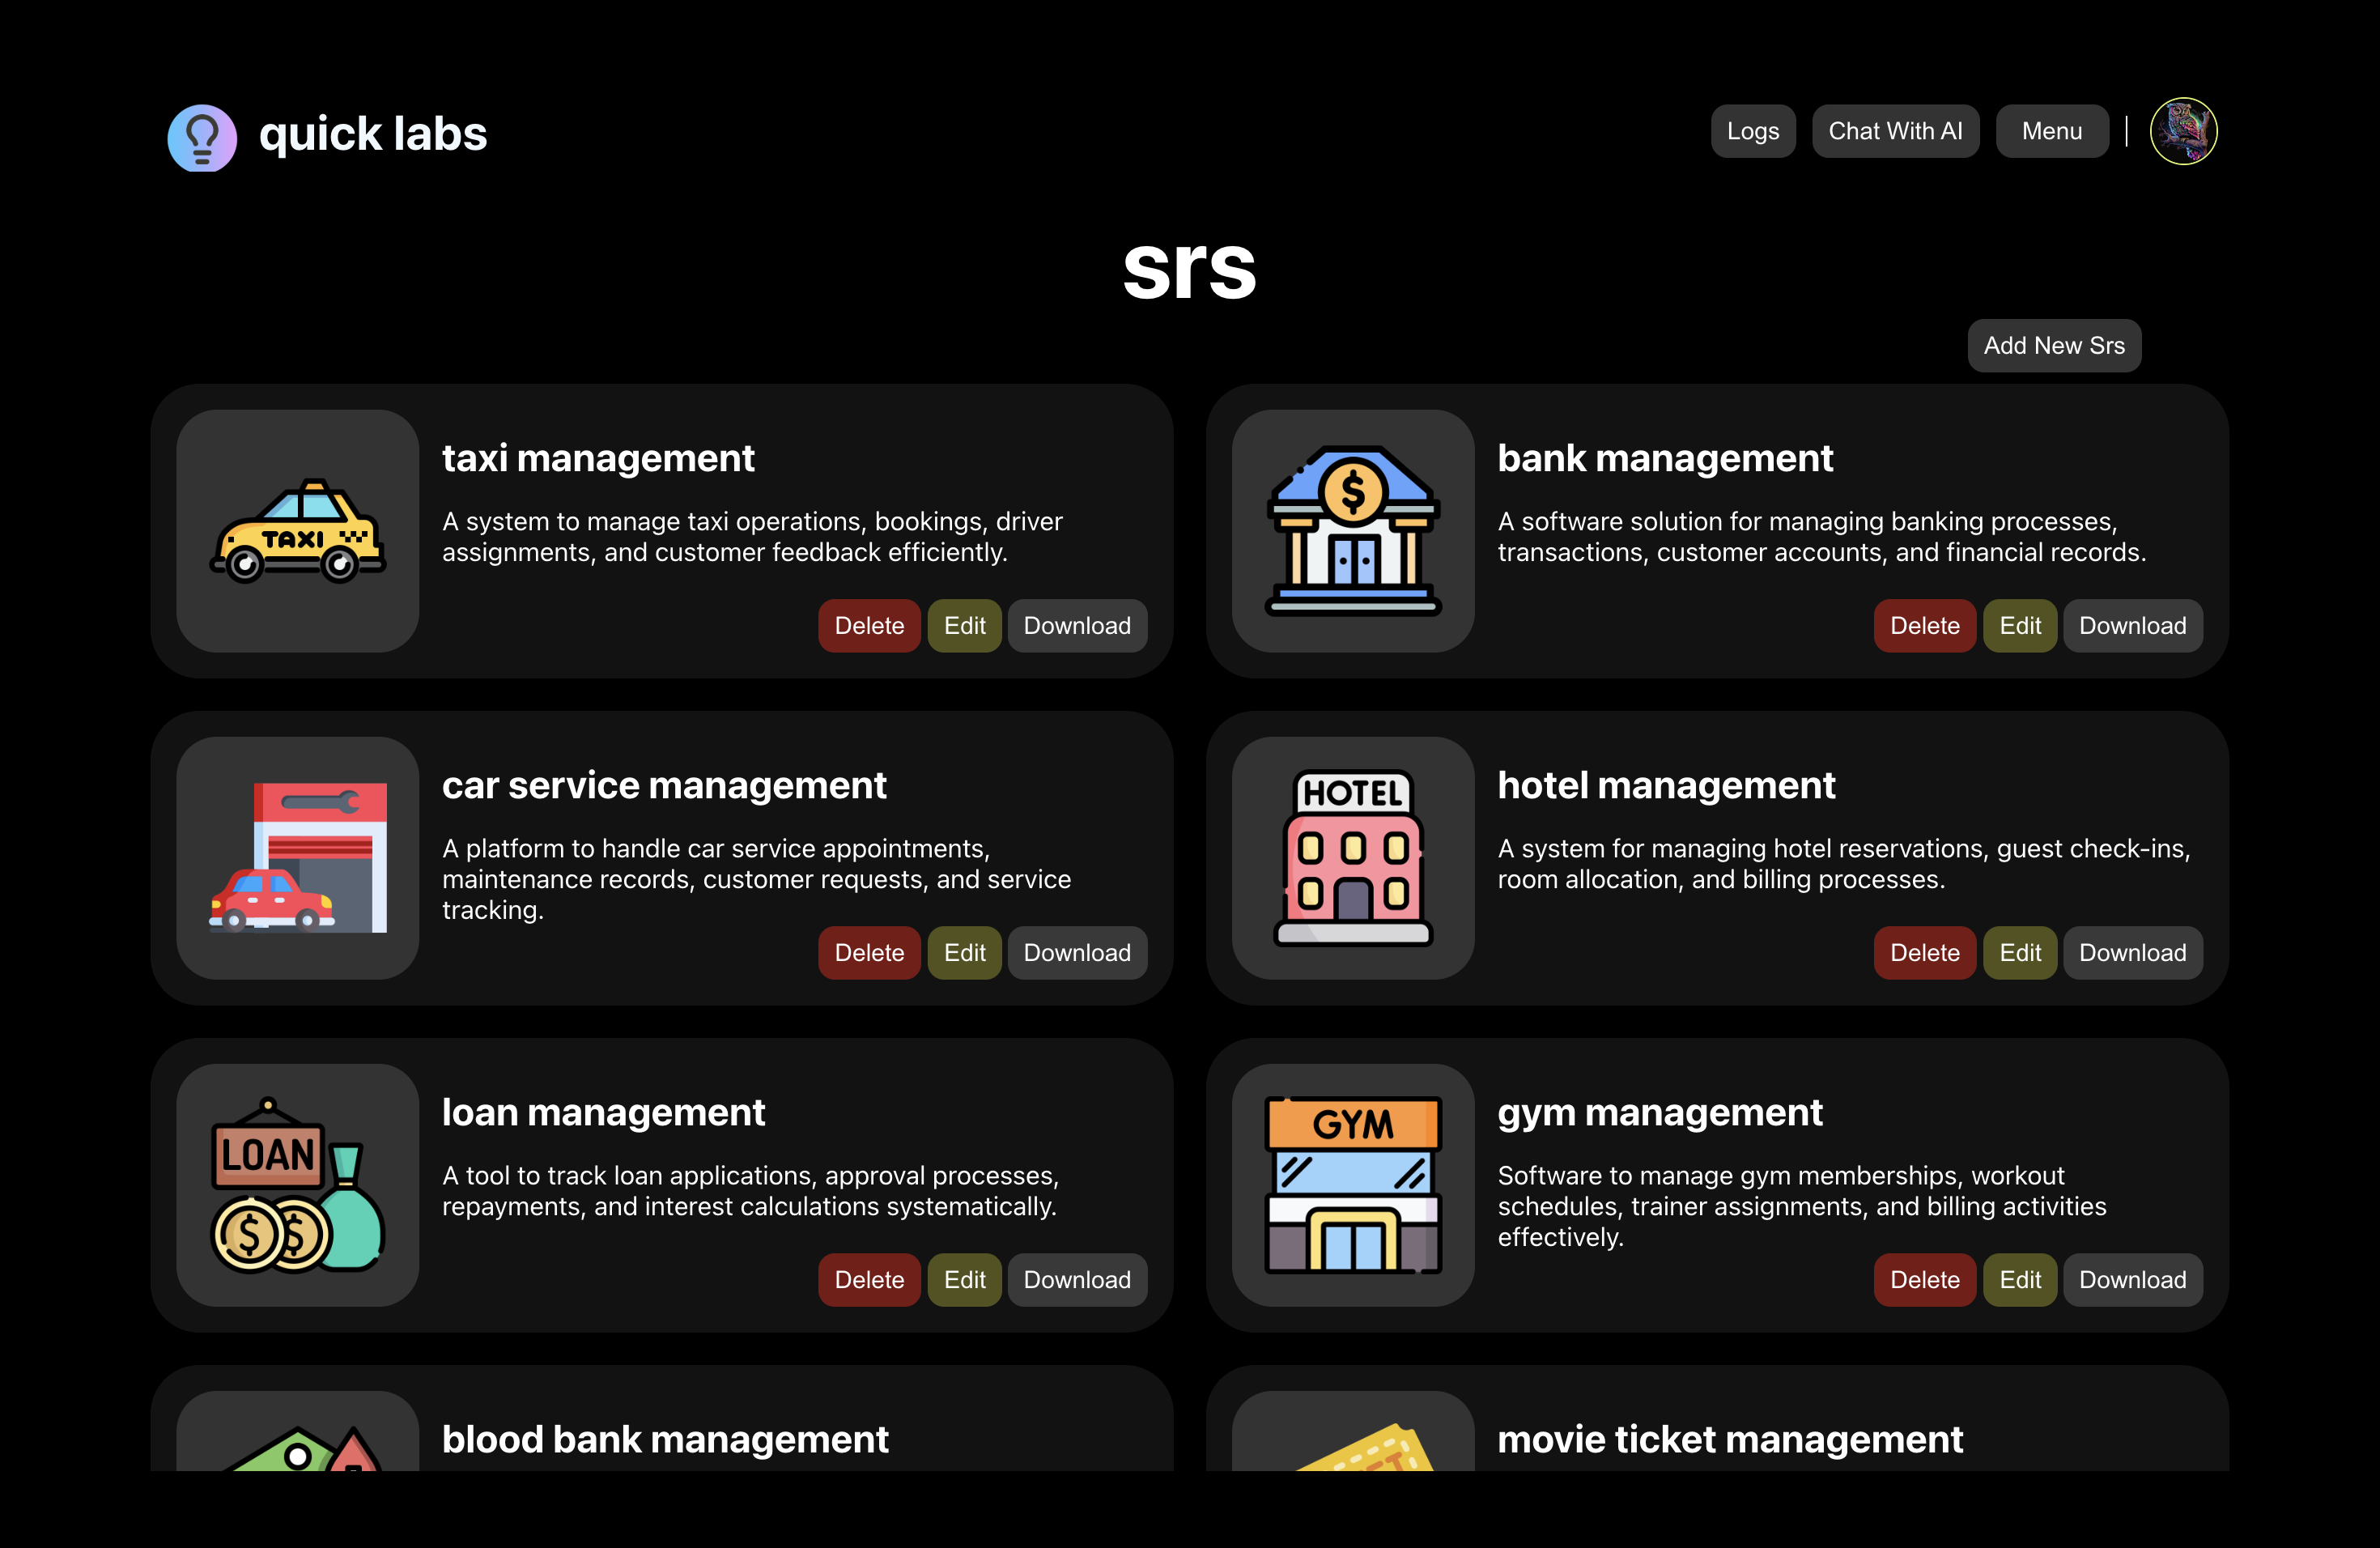 quick labs
Logs
Chat With AI
Menu
srs
Add New Srs
TAXI
taxi management
A system to manage taxi operations, bookings, driver
assignments, and customer feedback efficiently.
Delete
Edit
Download
$
bank management
A software solution for managing banking processes,
transactions, customer accounts, and financial records.
Delete
Edit
Download
car service management
A platform to handle car service appointments,
maintenance records, customer requests, and service
tracking.
Delete
Edit
Download
HOTEL
hotel management
A system for managing hotel reservations, guest check-ins,
room allocation, and billing processes.
Delete
Edit
Download
LOAN
$ $
loan management
A tool to track loan applications, approval processes,
repayments, and interest calculations systematically.
Delete
Edit
Download
GYM
gym management
Software to manage gym memberships, workout
schedules, trainer assignments, and billing activities
effectively.
Delete
Edit
Download
blood bank management
movie ticket management